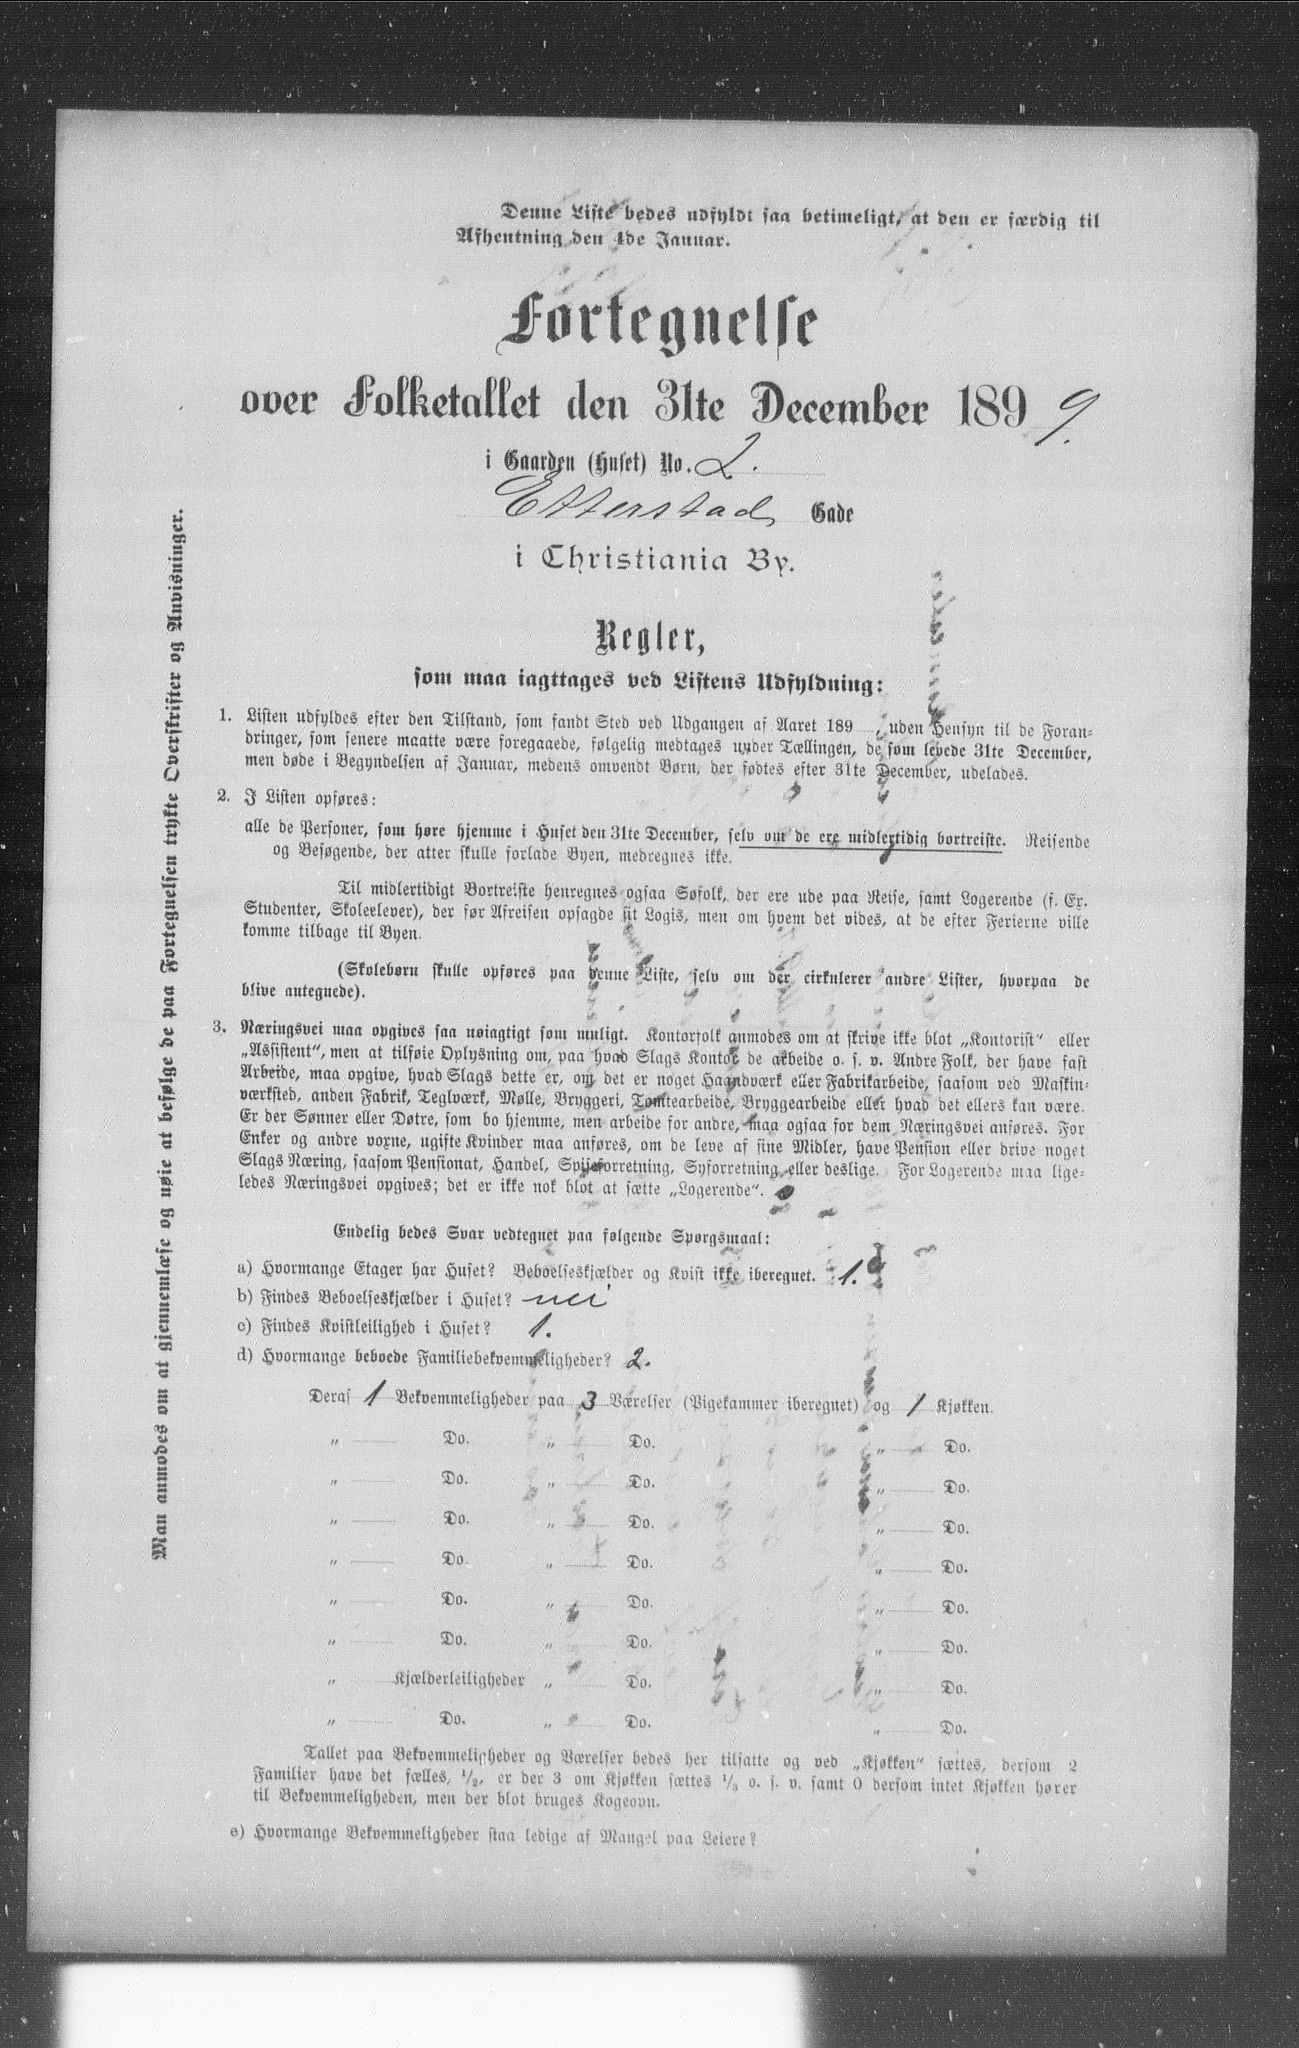 Denne Liste bedes udfyldt saa betimeligt, at den er færdig til
Afhentning den 1de Januar.
Fortegnelse
over Folketallet den 31te December 1899.
i Gaarden (Huset) No. 2.
Etterstad Gade
i Christiania By.
Regler,
som maa iagttages ved Listens Udfyldning:
1. Listen udfyldes efter den Tilstand, som fandt Sted ved Udgangen af Aaret 189 , uden Hensyn til de Foran-
dringer, som senere maatte være foregaaede, følgelig medtages under Tællingen, de som levede 31te December,
men døde i Begyndelsen af Januar, medens omvendt Børn, der fødtes efter 31te December, udelades.
2. I Listen opføres:
alle de Personer, som høre hjemme i Huset den 31te December, selv om de ere midlertidig bortreiste. Reisende
og Besøgende, der atter skulle forlade Byen, medregnes ikke.
Til midlertidigt Bortreiste henregnes ogsaa Søfolk, der ere ude paa Reise, samt Logerende (f. Ex.
Studenter, Skoleelever), der før Afreisen opsagde sit Logis, men om hvem det vides, at de efter Ferierne ville
komme tilbage til Byen.
(Skolebørn skulle opføres paa denne Liste, selv om der cirkulerer andre Lister, hvorpaa de
blive antegnede).
3. Næringsvei maa opgives saa nøiagtigt som muligt. Kontorfolk anmodes om at skrive ikke blot „Kontorist" eller
„Assistent", men at tilføie Oplysning om, paa hvad Slags Kontor de arbeide o. s. v. Andre Folk, der have fast
Arbeide, maa opgive, hvad Slags dette er, om det er noget Haandværk eller Fabrikarbeide, saasom ved Maskin-
værksted, anden Fabrik, Teglværk, Mølle, Bryggeri, Tomtearbeide, Bryggearbeide eller hvad det ellers kan være.
Er der Sønner eller Døtre, som bo hjemme, men arbeide for andre, maa ogsaa for dem Næringsvei anføres. For
Enker og andre voxne, ugifte Kvinder maa anføres, om de leve af sine Midler, have Pension eller drive noget
Slags Næring, saasom Pensionat, Handel, Spiseforretning, Syforretning eller deslige. For Logerende maa lige-
ledes Næringsvei opgives; det er ikke nok blot at sætte „Logerende".
Endelig bedes Svar vedtegnet paa følgende Spørgsmaal:
a) Hvormange Etager har Huset? Beboelseskjælder og Kvist ikke iberegnet. 1.
b) Findes Beboelseskjælder i Huset? nei
c) Findes Kvistleilighed i Huset? 1.
d) Hvormange beboede Familiebekvemmeligheder? 2.
Deraf 1 Bekvemmeligheder paa 3 Værelser (Pigekammer iberegnet) og 1 Kjøkken.
„ Do. „ Do. „ Do.
„ Do. „ Do. „ Do.
„ Do. „ Do. „ Do.
„ Do. „ Do. „ Do.
„ Do. „ Do. „ Do.
„ Do. „ Do. „ Do.
„ Kjælderleiligheder „ Do. „ Do.
„ Do. „ Do. „ Do.
Tallet paa Bekvemmeligheder og Værelser bedes her tilsatte og ved „Kjøkken" sættes, dersom 2
Familier have det fælles, 1/2, er der 3 om Kjøkken sættes 1/3 o. s. v. samt 0 dersom intet Kjøkken hører
til Bekvemmeligheden, men der blot bruges Kogeovn.
e) Hvormange Bekvemmeligheder staa ledige af Mangel paa Leiere?
Man anmodes om at gjennemlæse og nøie at befølge de paa Fortegnelsen trykte Overskrifter og Anvisninger.